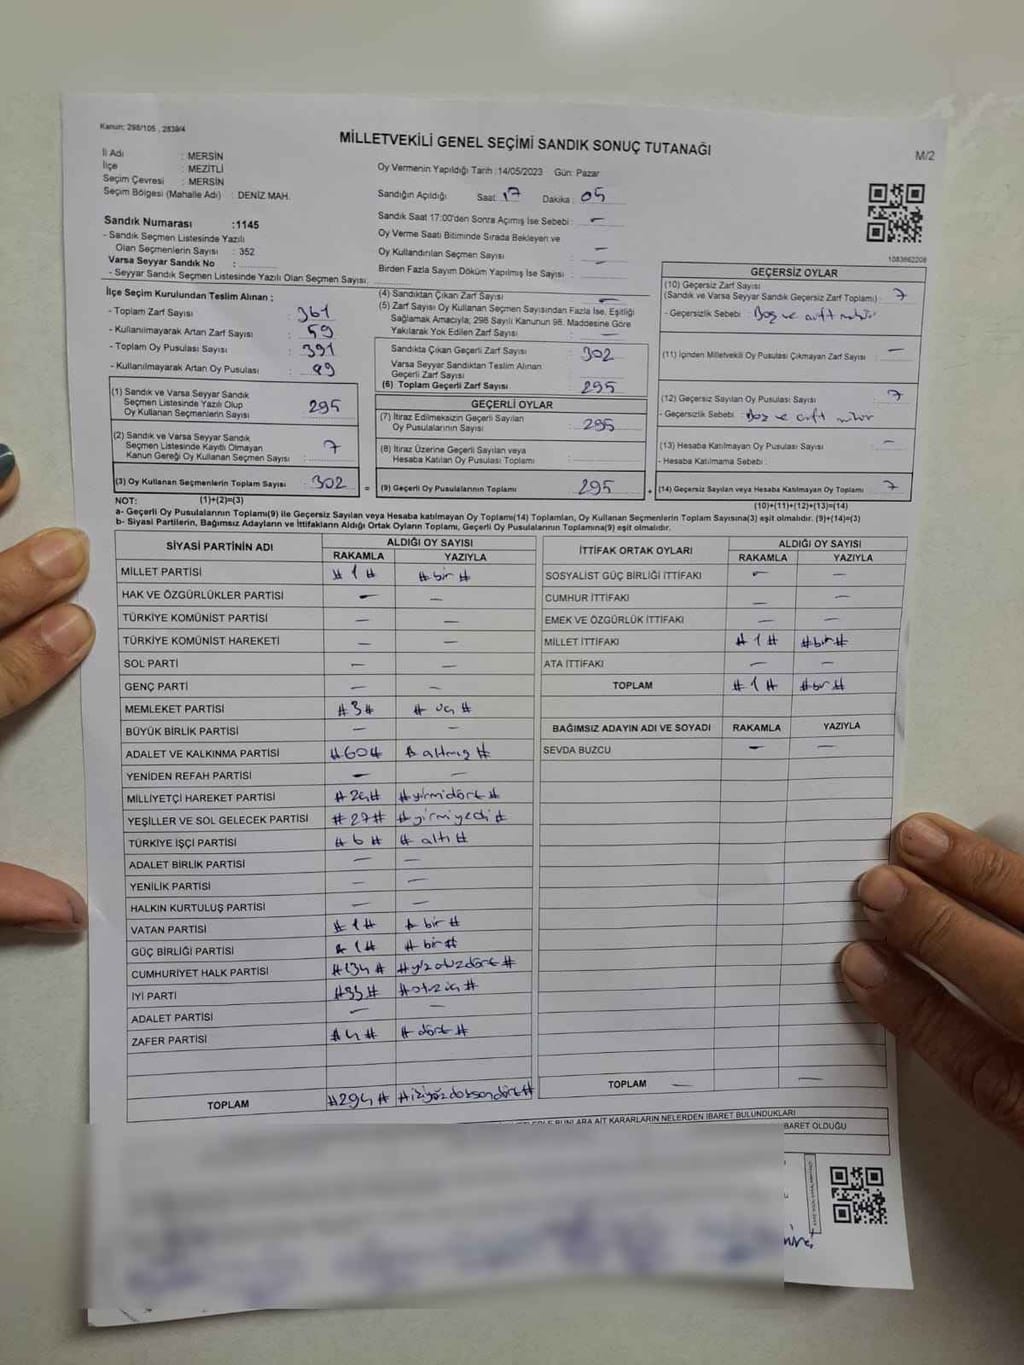 Kanun: 298/105 , 2839/4
MİLLETVEKİLİ GENEL SEÇİMİ SANDIK SONUÇ TUTANAĞI
M/2
İl Adı : MERSİN
İlçe : MEZİTLİ
Seçim Çevresi : MERSİN
Seçim Bölgesi (Mahalle Adı) : DENİZ MAH.
Sandık Numarası :1145
- Sandık Seçmen Listesinde Yazılı
Olan Seçmenlerin Sayısı : 352
Varsa Seyyar Sandık No :
- Seyyar Sandık Seçmen Listesinde Yazılı Olan Seçmen Sayısı:
Oy Vermenin Yapıldığı Tarih :14/05/2023 Gün: Pazar
Sandığın Açıldığı Saat: 17 Dakika: 05
Sandık Saat 17:00'den Sonra Açımış İse Sebebi : —
Oy Verme Saati Bitiminde Sırada Bekleyen ve
Oy Kullandırılan Seçmen Sayısı : —
Birden Fazla Sayım Döküm Yapılmış İse Sayısı : —
1083662206
İlçe Seçim Kurulundan Teslim Alınan ;
- Toplam Zarf Sayısı : 361
- Kullanılmayarak Artan Zarf Sayısı : 59
- Toplam Oy Pusulası Sayısı : 391
- Kullanılmayarak Artan Oy Pusulası : 89
(1) Sandık ve Varsa Seyyar Sandık
Seçmen Listesinde Yazılı Olup
Oy Kullanan Seçmenlerin Sayısı : 295
(2) Sandık ve Varsa Seyyar Sandık
Seçmen Listesinde Kayıtlı Olmayan
Kanun Gereği Oy Kullanan Seçmen Sayısı : 7
(3) Oy Kullanan Seçmenlerin Toplam Sayısı : 302
(4) Sandıktan Çıkan Zarf Sayısı : —
(5) Zarf Sayısı Oy Kullanan Seçmen Sayısından Fazla İse, Eşitliği
Sağlamak Amacıyla; 298 Sayılı Kanunun 98. Maddesine Göre
Yakılarak Yok Edilen Zarf Sayısı : —
Sandıkta Çıkan Geçerli Zarf Sayısı : 302
Varsa Seyyar Sandıktan Teslim Alınan
Geçerli Zarf Sayısı :
(6) Toplam Geçerli Zarf Sayısı : 295
GEÇERLİ OYLAR
(7) İtiraz Edilmeksizin Geçerli Sayılan
Oy Pusulalarının Sayısı : 295
(8) İtiraz Üzerine Geçerli Sayılan veya
Hesaba Katılan Oy Pusulası Toplamı :
= (9) Geçerli Oy Pusulalarının Toplamı 295 +
GEÇERSİZ OYLAR
(10) Geçersiz Zarf Sayısı
(Sandık ve Varsa Seyyar Sandık Geçersiz Zarf Toplamı) : 7
- Geçersizlik Sebebi : Boş ve çift mühür
(11) İçinden Milletvekili Oy Pusulası Çıkmayan Zarf Sayısı : —
(12) Geçersiz Sayılan Oy Pusulası Sayısı : 7
- Geçersizlik Sebebi : Boş ve çift mühür
(13) Hesaba Katılmayan Oy Pusulası Sayısı : —
- Hesaba Katılmama Sebebi :
(14) Geçersiz Sayılan veya Hesaba Katılmayan Oy Toplamı : 7
NOT: (1)+(2)=(3)
(10)+(11)+(12)+(13)=(14)
a- Geçerli Oy Pusulalarının Toplamı(9) ile Geçersiz Sayılan veya Hesaba katılmayan Oy Toplamı(14) Toplamları, Oy Kullanan Seçmenlerin Toplam Sayısına(3) eşit olmalıdır. (9)+(14)=(3)
b- Siyasi Partilerin, Bağımsız Adayların ve İttifakların Aldığı Ortak Oyların Toplamı, Geçerli Oy Pusulalarının Toplamına(9) eşit olmalıdır.
SİYASİ PARTİNİN ADI ALDIĞI OY SAYISI
RAKAMLA YAZIYLA
MİLLET PARTİSİ #1# #bir#
HAK VE ÖZGÜRLÜKLER PARTİSİ — —
TÜRKİYE KOMÜNİST PARTİSİ — —
TÜRKİYE KOMÜNİST HAREKETİ — —
SOL PARTİ — —
GENÇ PARTİ — —
MEMLEKET PARTİSİ #3# #üç#
BÜYÜK BİRLİK PARTİSİ — —
ADALET VE KALKINMA PARTİSİ #60# #altmış#
YENİDEN REFAH PARTİSİ — —
MİLLİYETÇİ HAREKET PARTİSİ #24# #yirmidört#
YEŞİLLER VE SOL GELECEK PARTİSİ #27# #yirmiyedi#
TÜRKİYE İŞÇİ PARTİSİ #6# #altı#
ADALET BİRLİK PARTİSİ — —
YENİLİK PARTİSİ — —
HALKIN KURTULUŞ PARTİSİ — —
VATAN PARTİSİ #1# #bir#
GÜÇ BİRLİĞİ PARTİSİ #1# #bir#
CUMHURİYET HALK PARTİSİ #134# #yüzotuzdört#
İYİ PARTİ #33# #otuzüç#
ADALET PARTİSİ — —
ZAFER PARTİSİ #4# #dört#
TOPLAM #294# #ikiyüzdoksandört#
İTTİFAK ORTAK OYLARI ALDIĞI OY SAYISI
RAKAMLA YAZIYLA
SOSYALİST GÜÇ BİRLİĞİ İTTİFAKI — —
CUMHUR İTTİFAKI — —
EMEK VE ÖZGÜRLÜK İTTİFAKI — —
MİLLET İTTİFAKI #1# #bir#
ATA İTTİFAKI — —
TOPLAM #1# #bir#
BAĞIMSIZ ADAYIN ADI VE SOYADI RAKAMLA YAZIYLA
SEVDA BUZCU — —
TOPLAM — —
BUNLARA AİT KARARLARIN NELERDEN İBARET BULUNDUKLARI
İBARET OLDUĞU